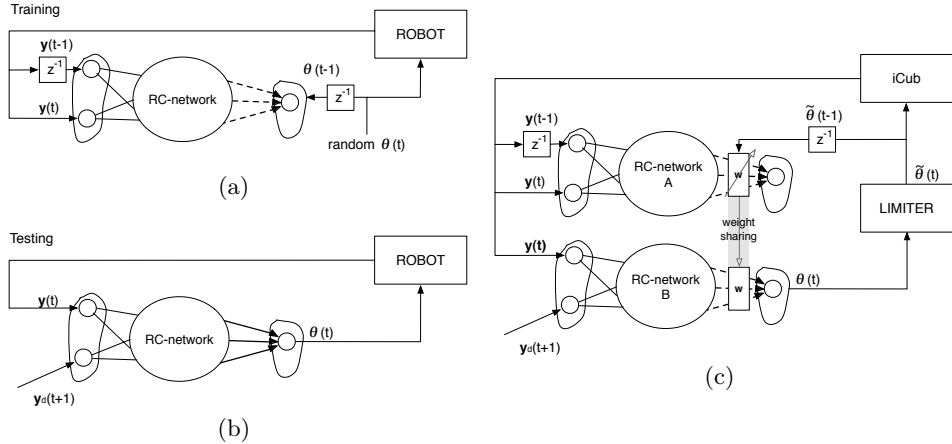 Training
ROBOT
y(t-1)
z-1
y(t)
RC-network
θ (t-1)
z-1
random θ(t)
(a)
Testing
ROBOT
y(t)
RC-network
θ (t)
yd(t+1)
(b)
iCub
y(t-1)
z-1
θ̃ (t-1)
z-1
y(t)
RC-network
A
w
θ̃ (t)
LIMITER
weight
sharing
y(t)
RC-network
B
w
θ (t)
yd(t+1)
(c)